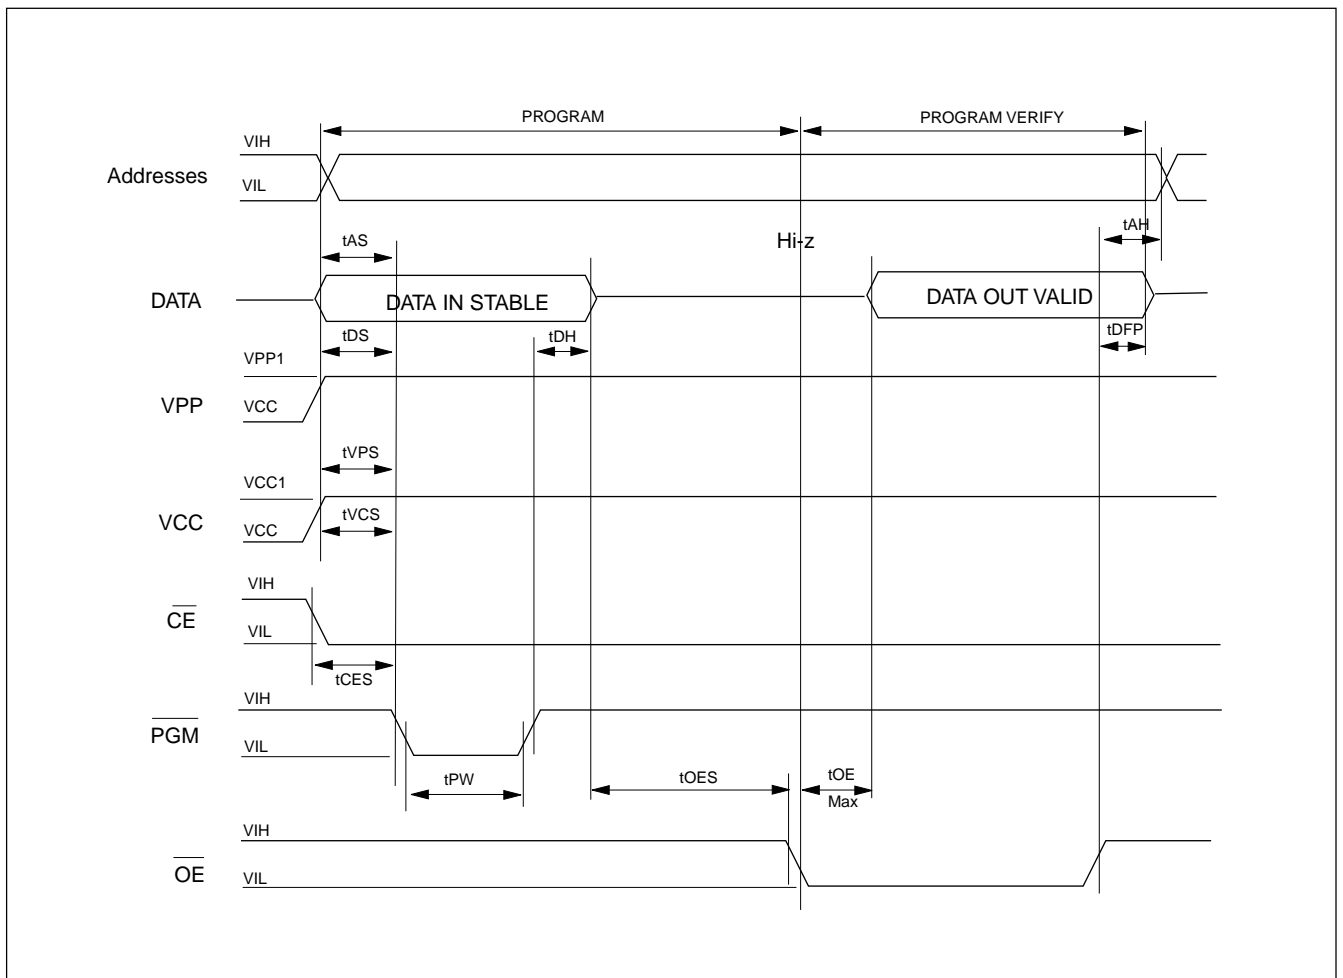 PROGRAM
PROGRAM VERIFY
VIH
Addresses
VIL
tAS
Hi-z
tAH
DATA
DATA IN STABLE
DATA OUT VALID
tDS
tDH
tDFP
VPP1
VPP
VCC
tVPS
VCC1
VCC
VCC
tVCS
VIH
CE
VIL
tCES
VIH
PGM
VIL
tPW
tOES
tOE
Max
VIH
OE
VIL